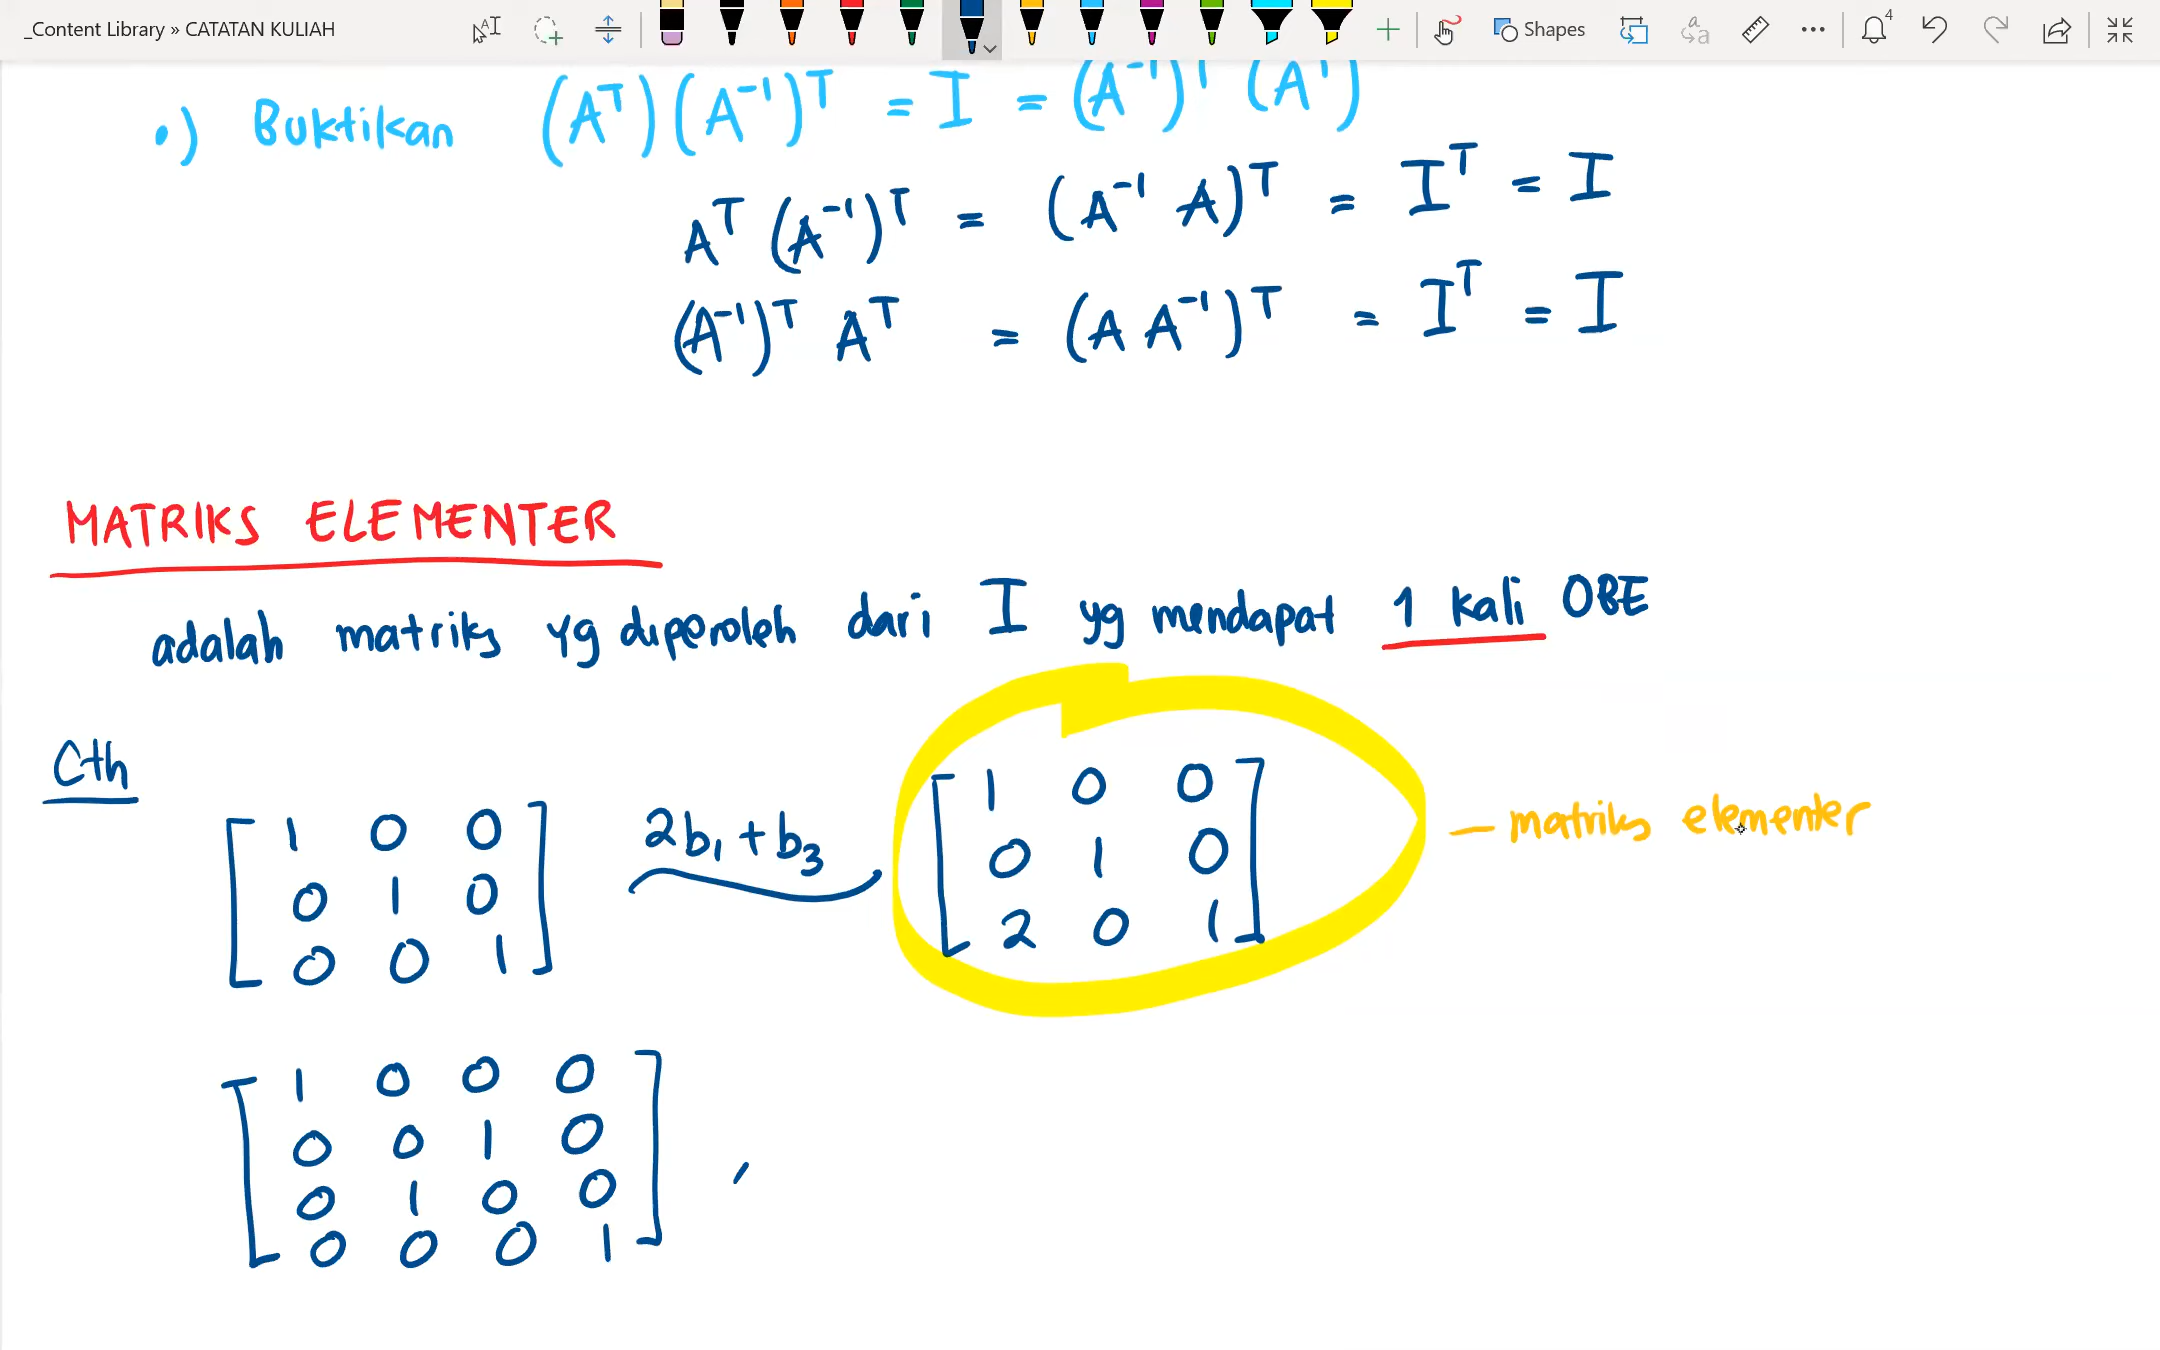 _Content Library » CATATAN KULIAH
Shapes
4
•) Buktikan (Aᵀ)(A⁻¹)ᵀ = I = (A⁻¹)ᵀ (Aᵀ)
Aᵀ (A⁻¹)ᵀ = (A⁻¹ A)ᵀ = Iᵀ = I
(A⁻¹)ᵀ Aᵀ = (A A⁻¹)ᵀ = Iᵀ = I
MATRIKS ELEMENTER
adalah matriks yg diperoleh dari I yg mendapat 1 kali OBE
Cth
[1 0 0
0 1 0
0 0 1]
2b₁ + b₃
[1 0 0
0 1 0
2 0 1]
– matriks elementer
[1 0 0 0
0 0 1 0
0 1 0 0
0 0 0 1] ,